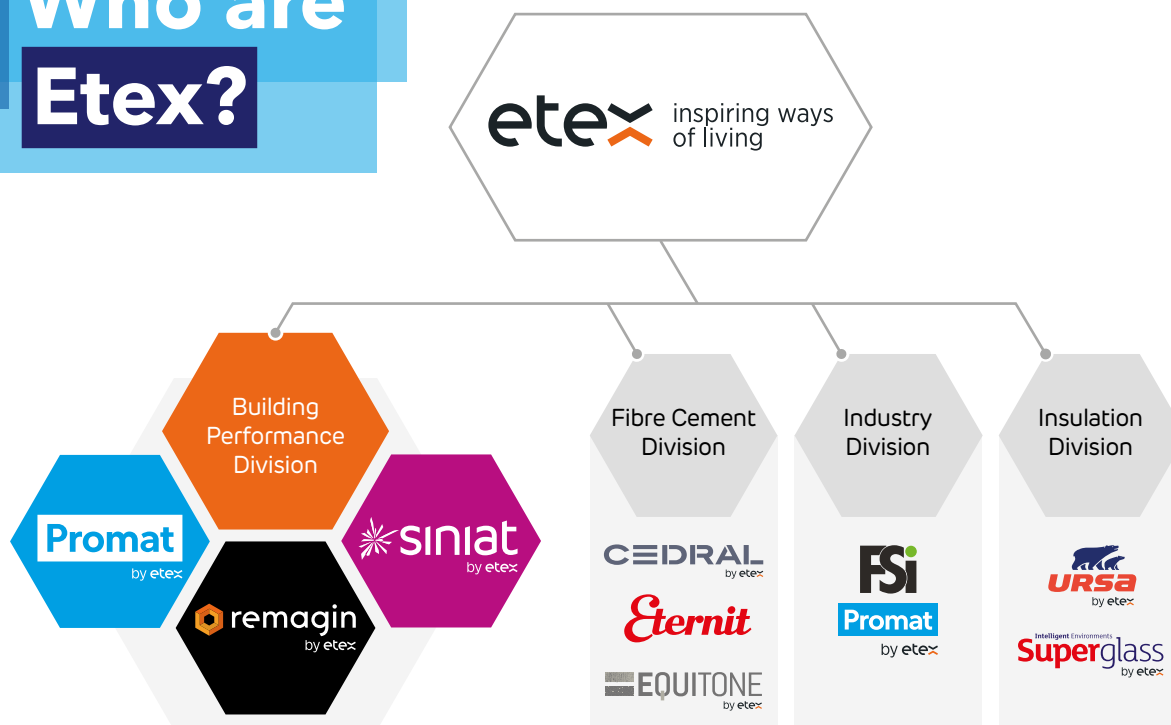 Who are
Etex?
etex inspiring ways
of living
Building
Performance
Division
Promat
by etex
remagin
by etex
siniat
by etex
Fibre Cement
Division
CEDRAL
by etex
Eternit
EQUITONE
by etex
Industry
Division
FSi
Promat
by etex
Insulation
Division
URSA
by etex
Intelligent Environments
Superglass
by etex